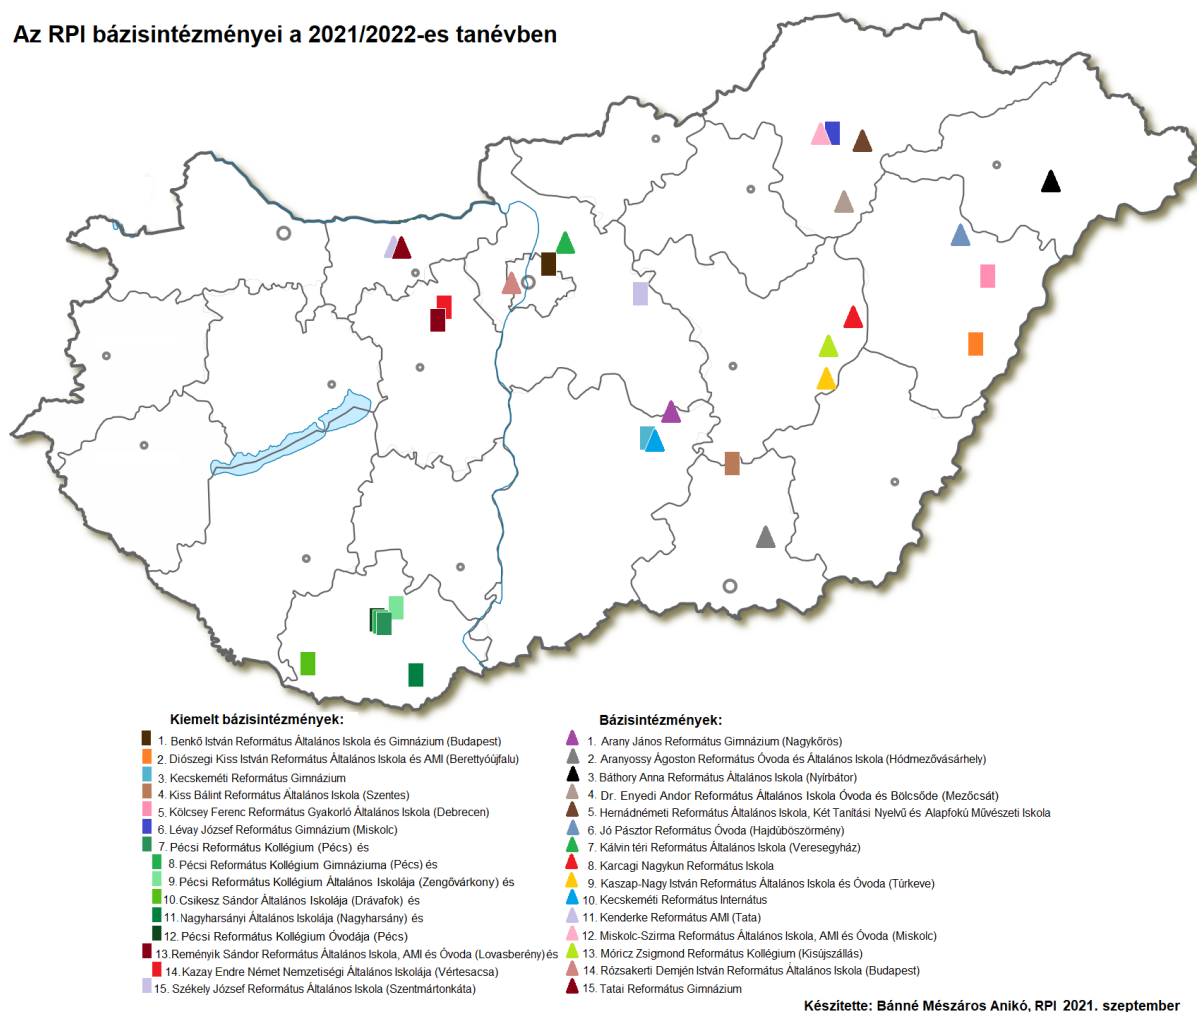 Az RPI bázisintézményei a 2021/2022-es tanévben
Kiemelt bázisintézmények:
1. Benkő István Református Általános Iskola és Gimnázium (Budapest)
2. Diószegi Kiss István Református Általános Iskola és AMI (Berettyóújfalu)
3. Kecskeméti Református Gimnázium
4. Kiss Bálint Református Általános Iskola (Szentes)
5. Kölcsey Ferenc Református Gyakorló Általános Iskola (Debrecen)
6. Lévay József Református Gimnázium (Miskolc)
7. Pécsi Református Kollégium (Pécs) és
8. Pécsi Református Kollégium Gimnáziuma (Pécs) és
9. Pécsi Református Kollégium Általános Iskolája (Zengővárkony) és
10. Csikesz Sándor Általános Iskolája (Drávafok) és
11. Nagyharsányi Általános Iskolája (Nagyharsány) és
12. Pécsi Református Kollégium Óvodája (Pécs)
13. Reményik Sándor Református Általános Iskola, AMI és Óvoda (Lovasberény) és
14. Kazay Endre Német Nemzetiségi Általános Iskolája (Vértesacsa)
15. Székely József Református Általános Iskola (Szentmártonkáta)
Bázisintézmények:
1. Arany János Református Gimnázium (Nagykőrös)
2. Aranyossy Ágoston Református Óvoda és Általános Iskola (Hódmezővásárhely)
3. Báthory Anna Református Általános Iskola (Nyírbátor)
4. Dr. Enyedi Andor Református Általános Iskola Óvoda és Bölcsőde (Mezőcsát)
5. Hernádnémeti Református Általános Iskola, Két Tanítási Nyelvű és Alapfokú Művészeti Iskola
6. Jó Pásztor Református Óvoda (Hajdúböszörmény)
7. Kálvin téri Református Általános Iskola (Veresegyház)
8. Karcagi Nagykun Református Iskola
9. Kaszap-Nagy István Református Általános Iskola és Óvoda (Túrkeve)
10. Kecskeméti Református Internátus
11. Kenderke Református AMI (Tata)
12. Miskolc-Szirma Református Általános Iskola, AMI és Óvoda (Miskolc)
13. Móricz Zsigmond Református Kollégium (Kisújszállás)
14. Rózsakerti Demjén István Református Általános Iskola (Budapest)
15. Tatai Református Gimnázium
Készítette: Bánné Mészáros Anikó, RPI 2021. szeptember